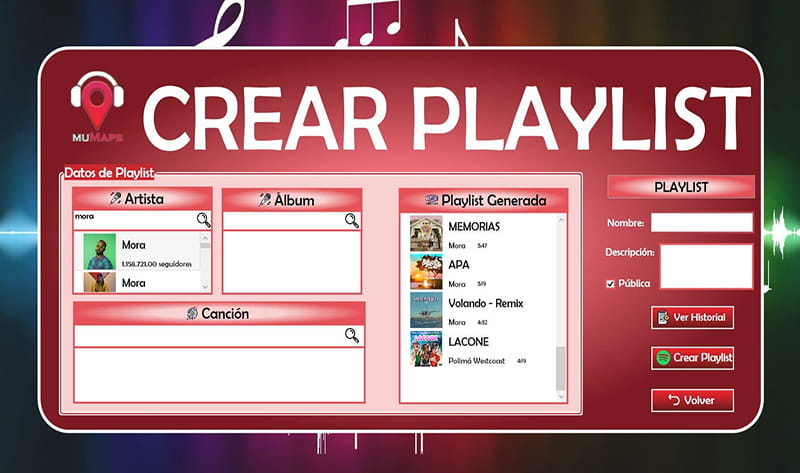 CREAR PLAYLIST
MUMAPS
Datos de Playlist
Artista
mora
Mora
1.158.721.00 seguidores
Mora
Álbum
Canción
Playlist Generada
MEMORIAS
Mora 3:47
APA
Mora 3:19
Volando - Remix
Mora 4:32
LACONE
Polimá Westcoast 4:19
PLAYLIST
Nombre:
Descripción:
Pública
Ver Historial
Crear Playlist
Volver